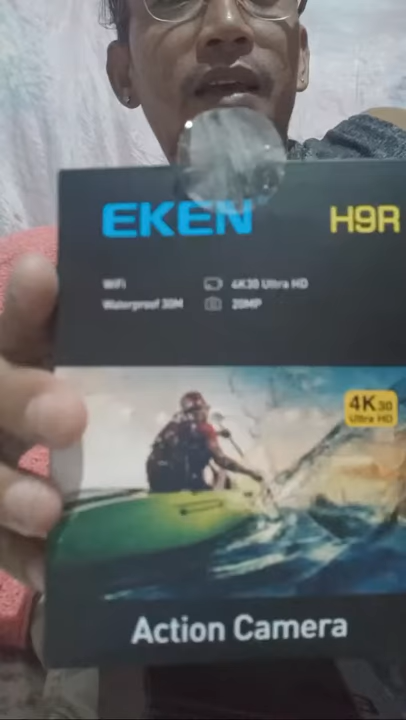 EKEN H9R
WiFi 4K30 Ultra HD
Waterproof 30M 20MP
4K30
Ultra HD
Action Camera